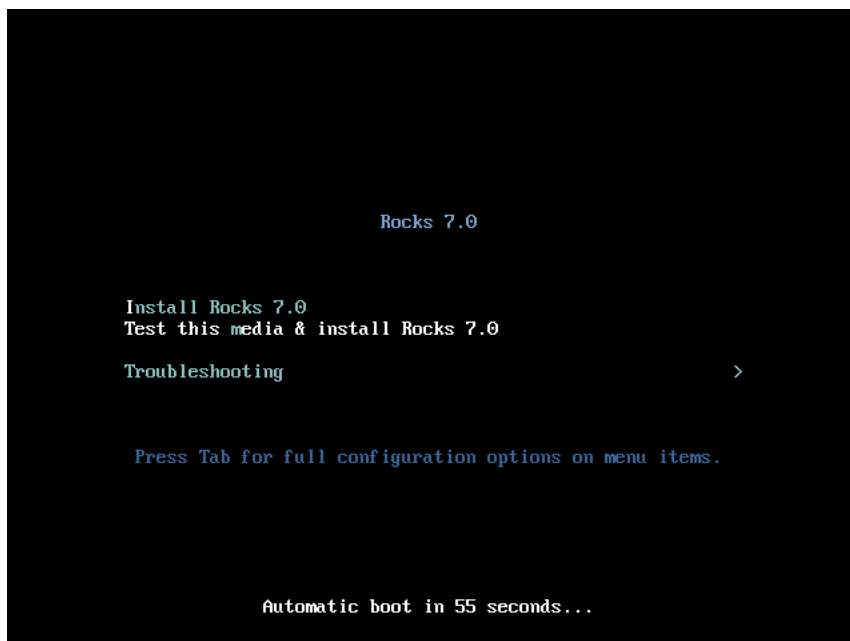 Rocks 7.0
Install Rocks 7.0
Test this media & install Rocks 7.0
Troubleshooting >
Press Tab for full configuration options on menu items.
Automatic boot in 55 seconds...